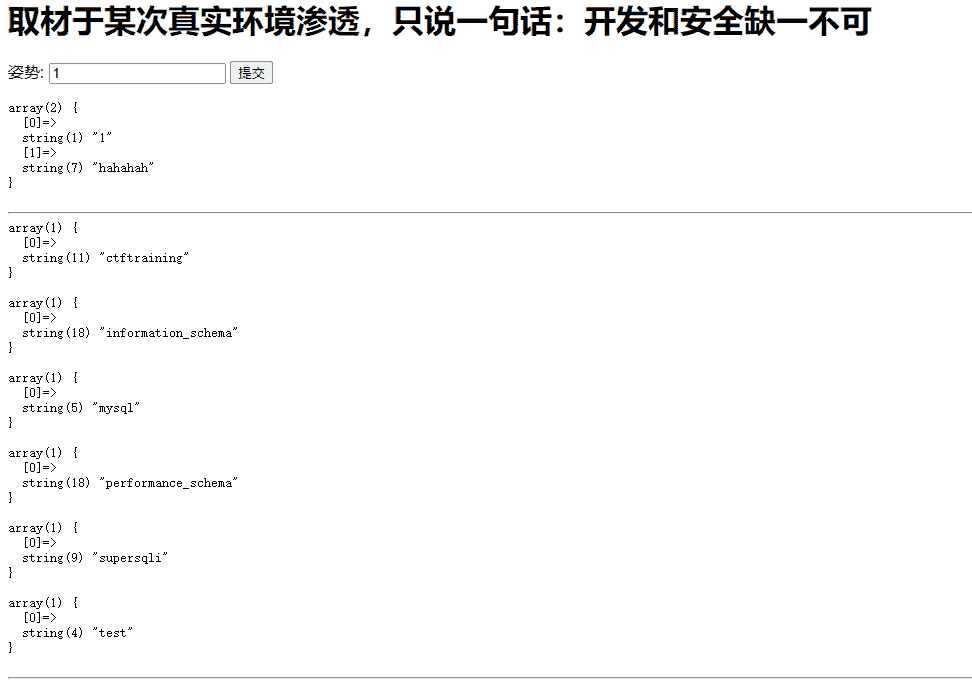 取材于某次真实环境渗透，只说一句话：开发和安全缺一不可
姿势: 1 提交
array(2) {
  [0]=>
  string(1) "1"
  [1]=>
  string(7) "hahahah"
}
array(1) {
  [0]=>
  string(11) "ctftraining"
}
array(1) {
  [0]=>
  string(18) "information_schema"
}
array(1) {
  [0]=>
  string(5) "mysql"
}
array(1) {
  [0]=>
  string(18) "performance_schema"
}
array(1) {
  [0]=>
  string(9) "supersqli"
}
array(1) {
  [0]=>
  string(4) "test"
}